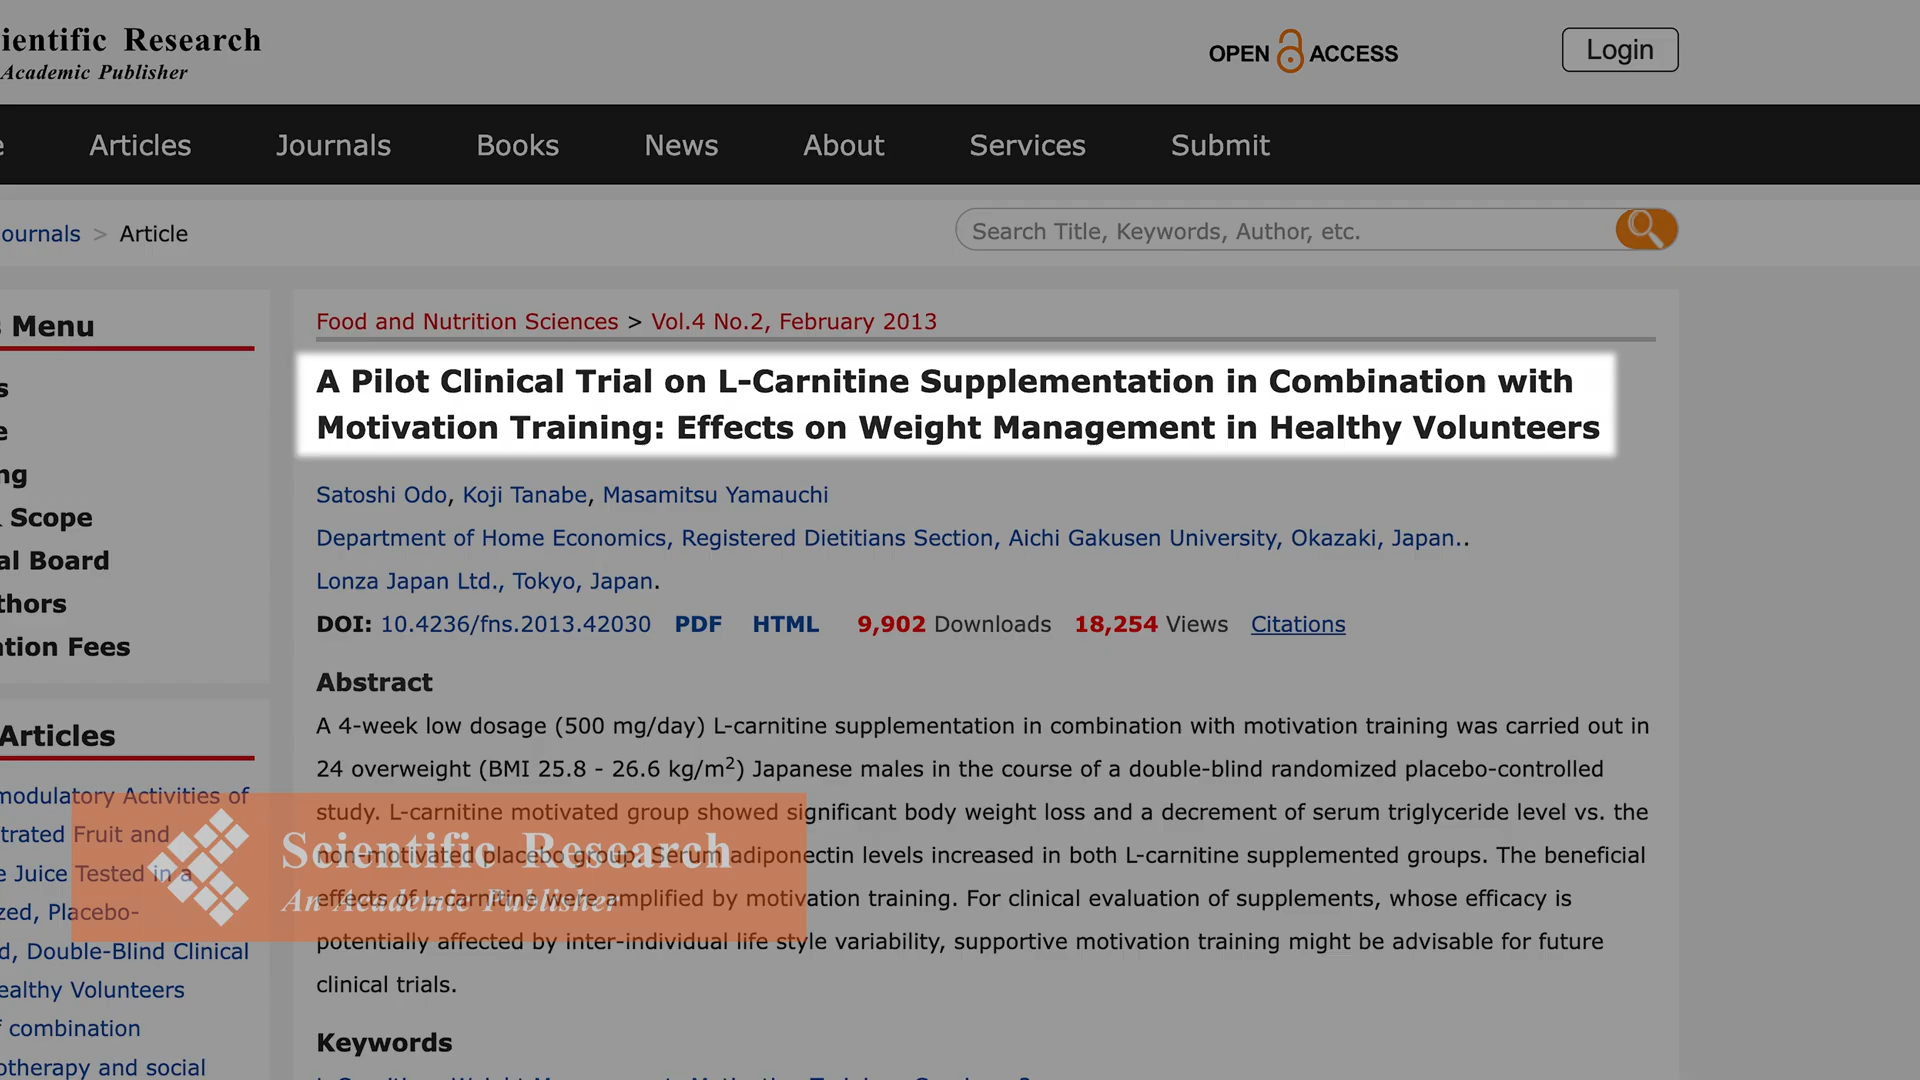 ientific Research
Academic Publisher
OPEN ACCESS
Login
e Articles Journals Books News About Services Submit
ournals > Article
Search Title, Keywords, Author, etc.
s Menu
s
e
ng
Scope
al Board
thors
ation Fees
Articles
modulatory Activities of
trated Fruit and
e Juice Tested in a
zed, Placebo-
d, Double-Blind Clinical
ealthy Volunteers
f combination
otherapy and social
Food and Nutrition Sciences > Vol.4 No.2, February 2013
A Pilot Clinical Trial on L-Carnitine Supplementation in Combination with
Motivation Training: Effects on Weight Management in Healthy Volunteers
Satoshi Odo, Koji Tanabe, Masamitsu Yamauchi
Department of Home Economics, Registered Dietitians Section, Aichi Gakusen University, Okazaki, Japan..
Lonza Japan Ltd., Tokyo, Japan.
DOI: 10.4236/fns.2013.42030 PDF HTML 9,902 Downloads 18,254 Views Citations
Abstract
A 4-week low dosage (500 mg/day) L-carnitine supplementation in combination with motivation training was carried out in
24 overweight (BMI 25.8 - 26.6 kg/m²) Japanese males in the course of a double-blind randomized placebo-controlled
study. L-carnitine motivated group showed significant body weight loss and a decrement of serum triglyceride level vs. the
non-motivated placebo group. Serum adiponectin levels increased in both L-carnitine supplemented groups. The beneficial
effects of L-carnitine were amplified by motivation training. For clinical evaluation of supplements, whose efficacy is
potentially affected by inter-individual life style variability, supportive motivation training might be advisable for future
clinical trials.
Keywords
Scientific Research
An Academic Publisher